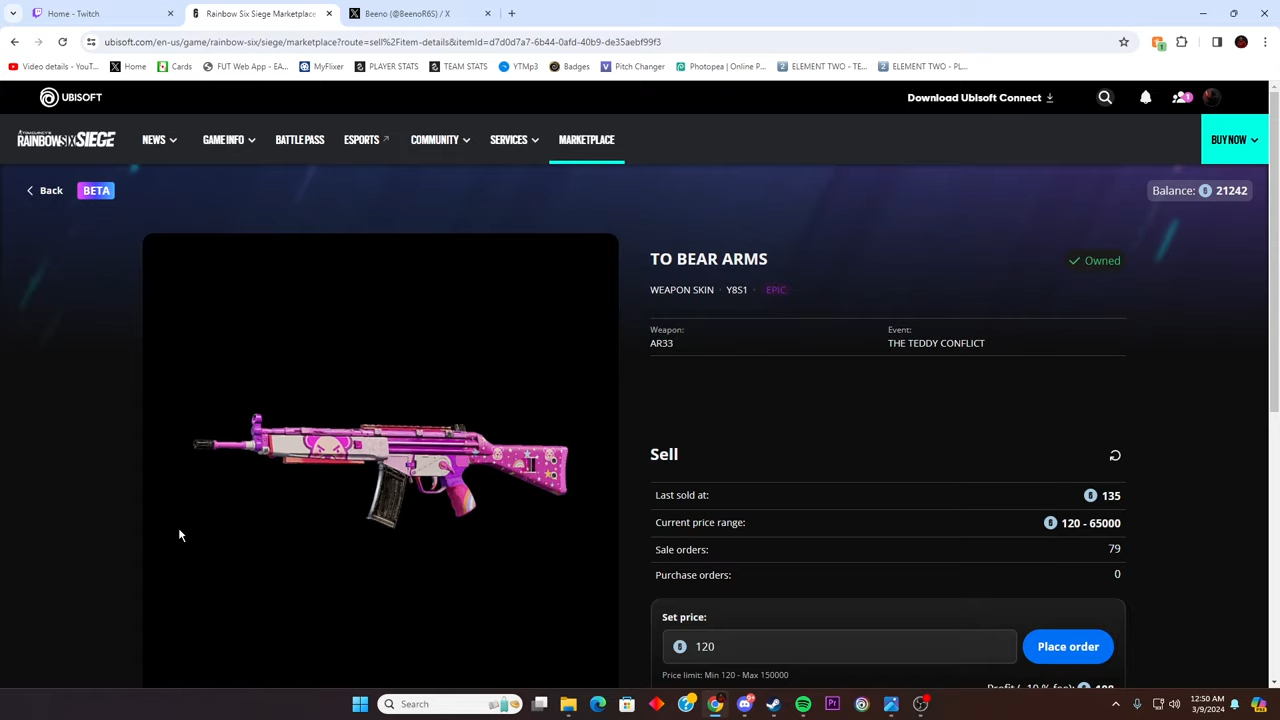 Home - Twitch
Rainbow Six Siege Marketplace
Beeno (@BeenoR6S) / X
ubisoft.com/en-us/game/rainbow-six/siege/marketplace?route=sell%2Fitem-details&itemId=d7d0d7a7-6b44-0afd-40b9-de35aebf99f3
Video details - YouT... Home Cards FUT Web App - EA... MyFlixer PLAYER STATS TEAM STATS YTMp3 Badges Pitch Changer Photopea | Online P... ELEMENT TWO - TE... ELEMENT TWO - PL...
UBISOFT
Download Ubisoft Connect
1
TOM CLANCY'S
RAINBOW SIX SIEGE
NEWS GAME INFO BATTLE PASS ESPORTS COMMUNITY SERVICES MARKETPLACE
BUY NOW
Back BETA
Balance: 21242
TO BEAR ARMS
Owned
WEAPON SKIN · Y8S1 · EPIC
Weapon: Event:
AR33 THE TEDDY CONFLICT
Sell
Last sold at: 135
Current price range: 120 - 65000
Sale orders: 79
Purchase orders: 0
Set price:
120
Place order
Price limit: Min 120 - Max 150000
Search
12:50 AM
3/9/2024